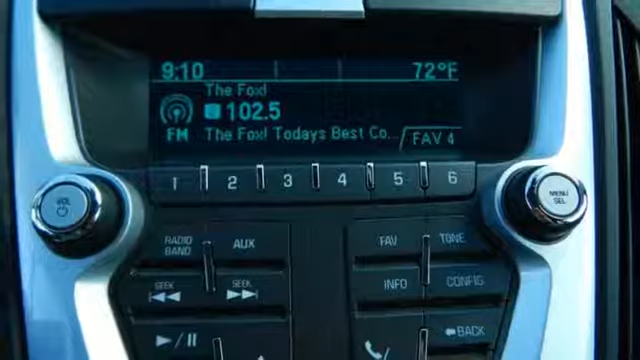 9:10 72°F
The Fox!
102.5
FM The Fox! Todays Best Co... FAV 4
1 2 3 4 5 6
VOL
MENU
SEL
RADIO
BAND
AUX
FAV TONE
SEEK SEEK
INFO CONFIG
BACK